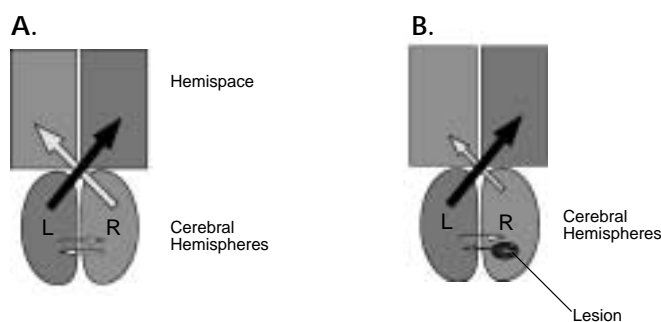 A.
B.
Hemispace
L
R
Cerebral
Hemispheres
L
R
Cerebral
Hemispheres
Lesion